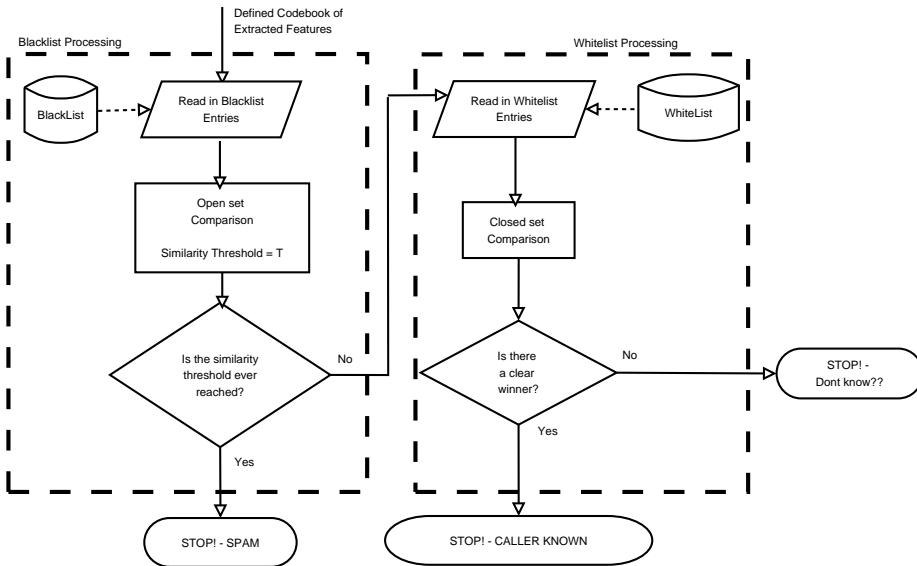 Defined Codebook of
Extracted Features
Blacklist Processing
Whitelist Processing
BlackList
Read in Blacklist
Entries
Read in Whitelist
Entries
WhiteList
Open set
Comparison
Similarity Threshold = T
Closed set
Comparison
Is the similarity
threshold ever
reached?
No
Is there
a clear
winner?
No
STOP! -
Dont know??
Yes
Yes
STOP! - SPAM
STOP! - CALLER KNOWN